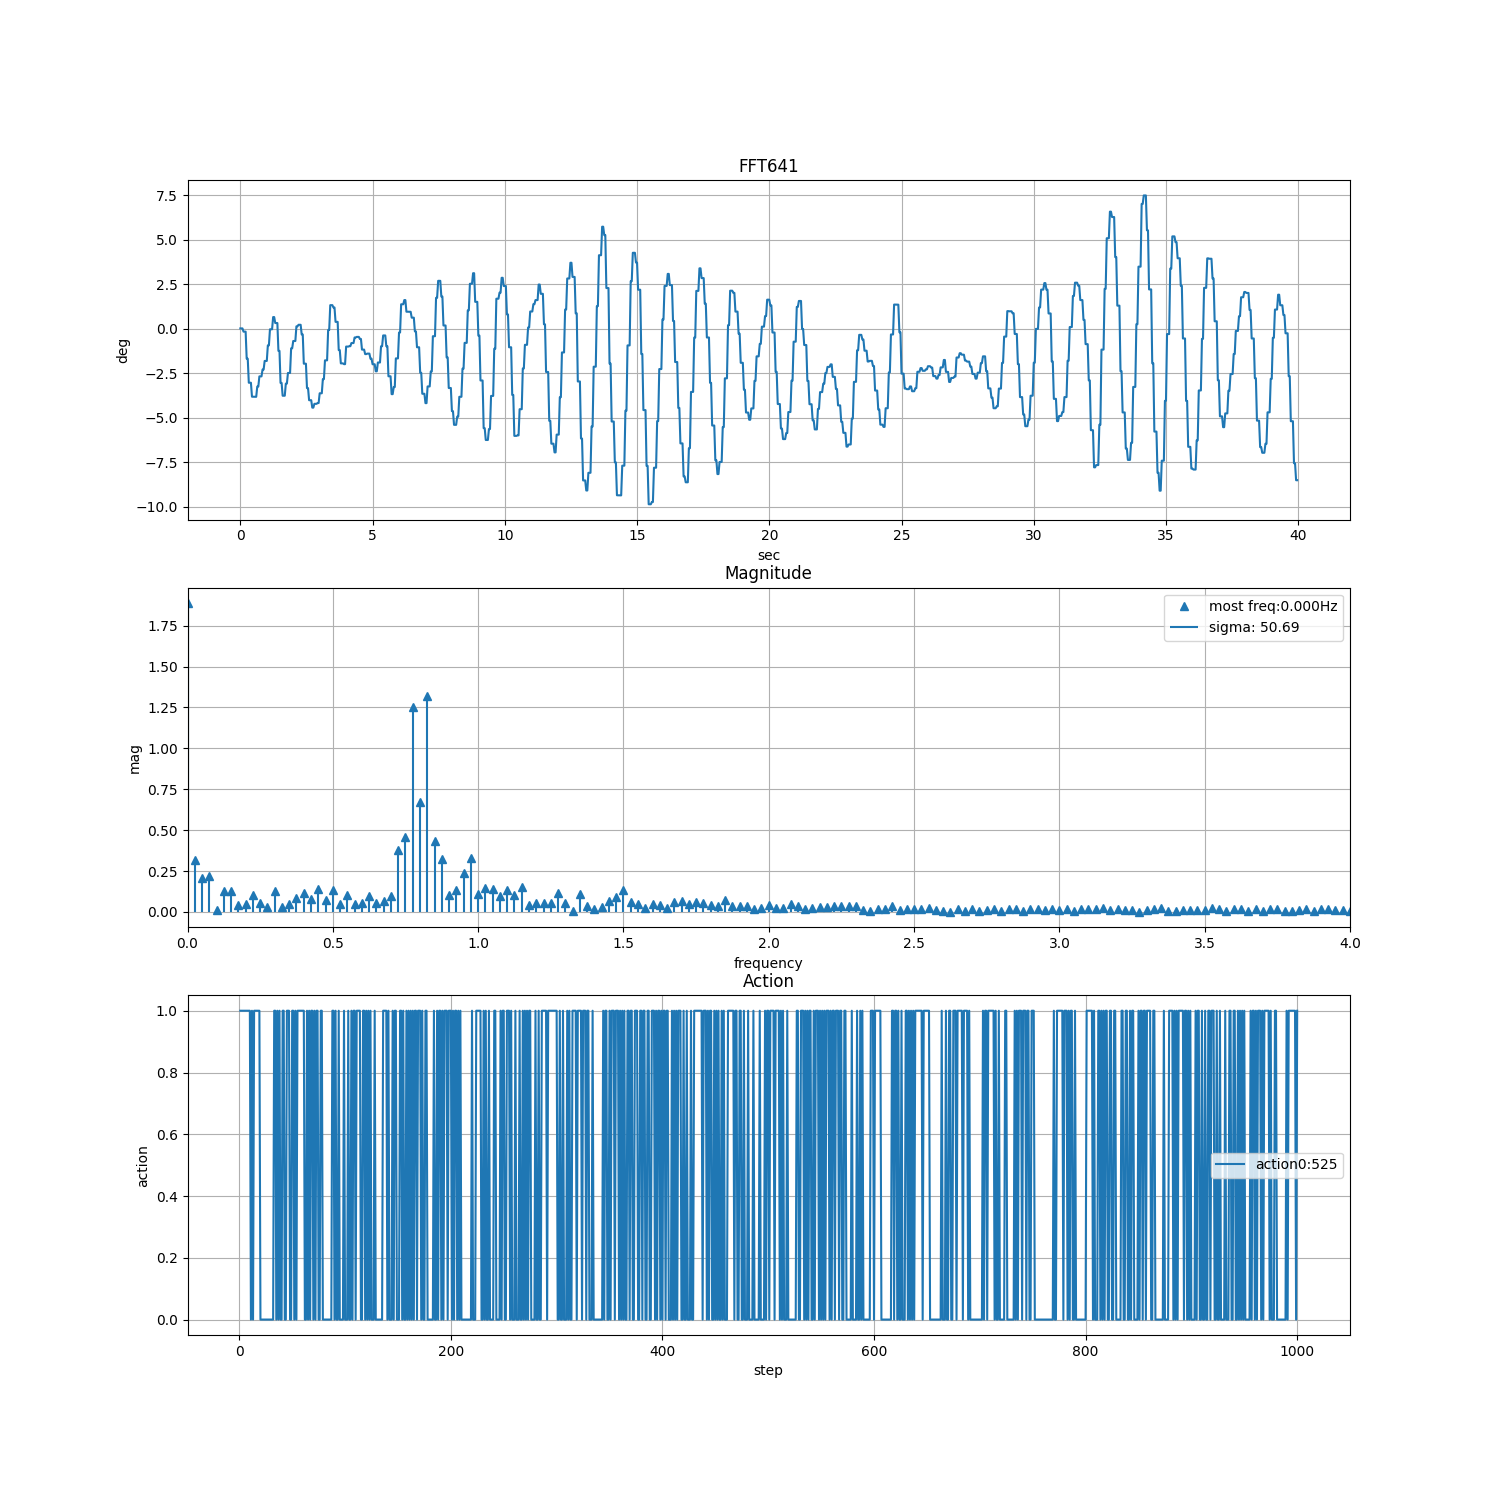 FFT641
7.5
5.0
2.5
0.0
−2.5
−5.0
−7.5
−10.0
deg
0 5 10 15 20 25 30 35 40
sec
Magnitude
most freq:0.000Hz
sigma: 50.69
1.75
1.50
1.25
1.00
0.75
0.50
0.25
0.00
mag
0.0 0.5 1.0 1.5 2.0 2.5 3.0 3.5 4.0
frequency
Action
1.0
0.8
0.6
0.4
0.2
0.0
action
action0:525
0 200 400 600 800 1000
step